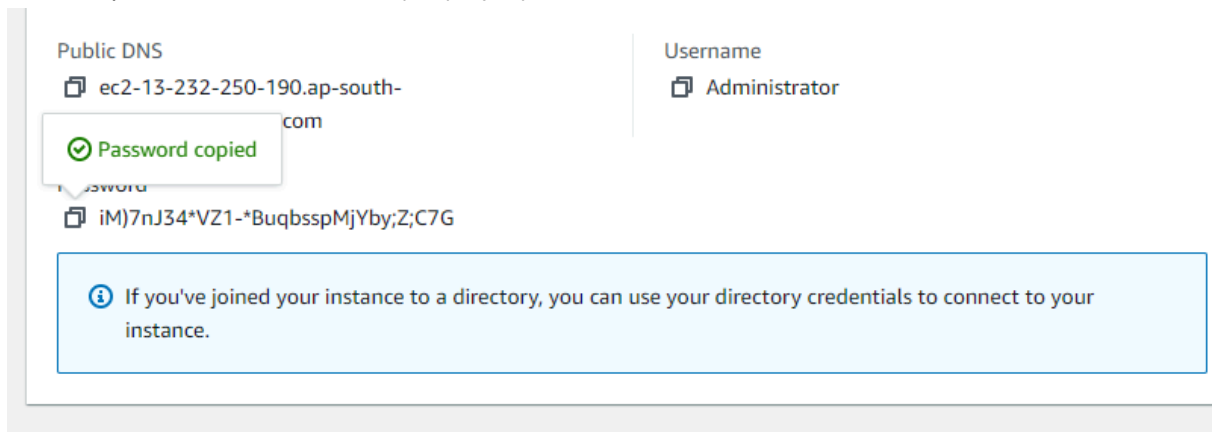 Public DNS
ec2-13-232-250-190.ap-south-
com
Password copied
iM)7nJ34*VZ1-*BuqbsspMjYby;Z;C7G
Username
Administrator
If you've joined your instance to a directory, you can use your directory credentials to connect to your
instance.